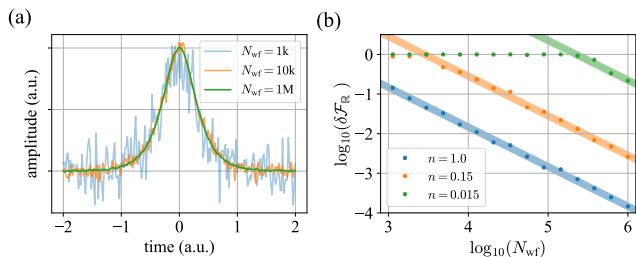 (a)
amplitude (a.u.)
N_wf = 1k
N_wf = 10k
N_wf = 1M
−2 −1 0 1 2
time (a.u.)
(b)
log₁₀(δℱ_ℝ)
0
−1
−2
−3
−4
n = 1.0
n = 0.15
n = 0.015
3 4 5 6
log₁₀(N_wf)